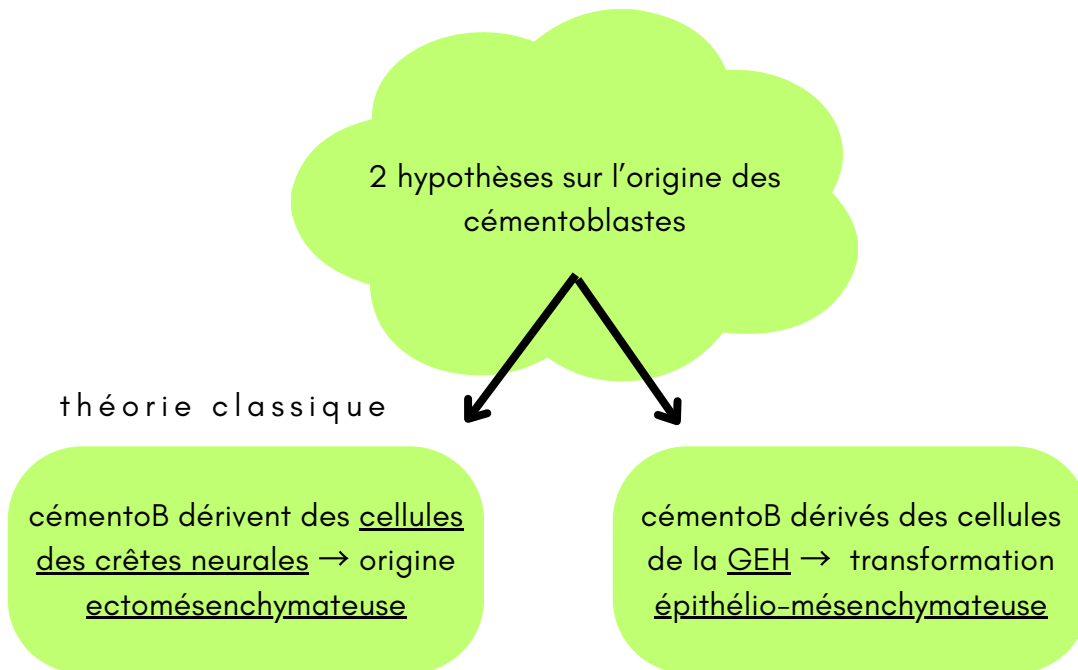 2 hypothèses sur l’origine des
cémentoblastes
théorie classique
cémentoB dérivent des cellules
des crêtes neurales → origine
ectomésenchymateuse
cémentoB dérivés des cellules
de la GEH → transformation
épithélio-mésenchymateuse